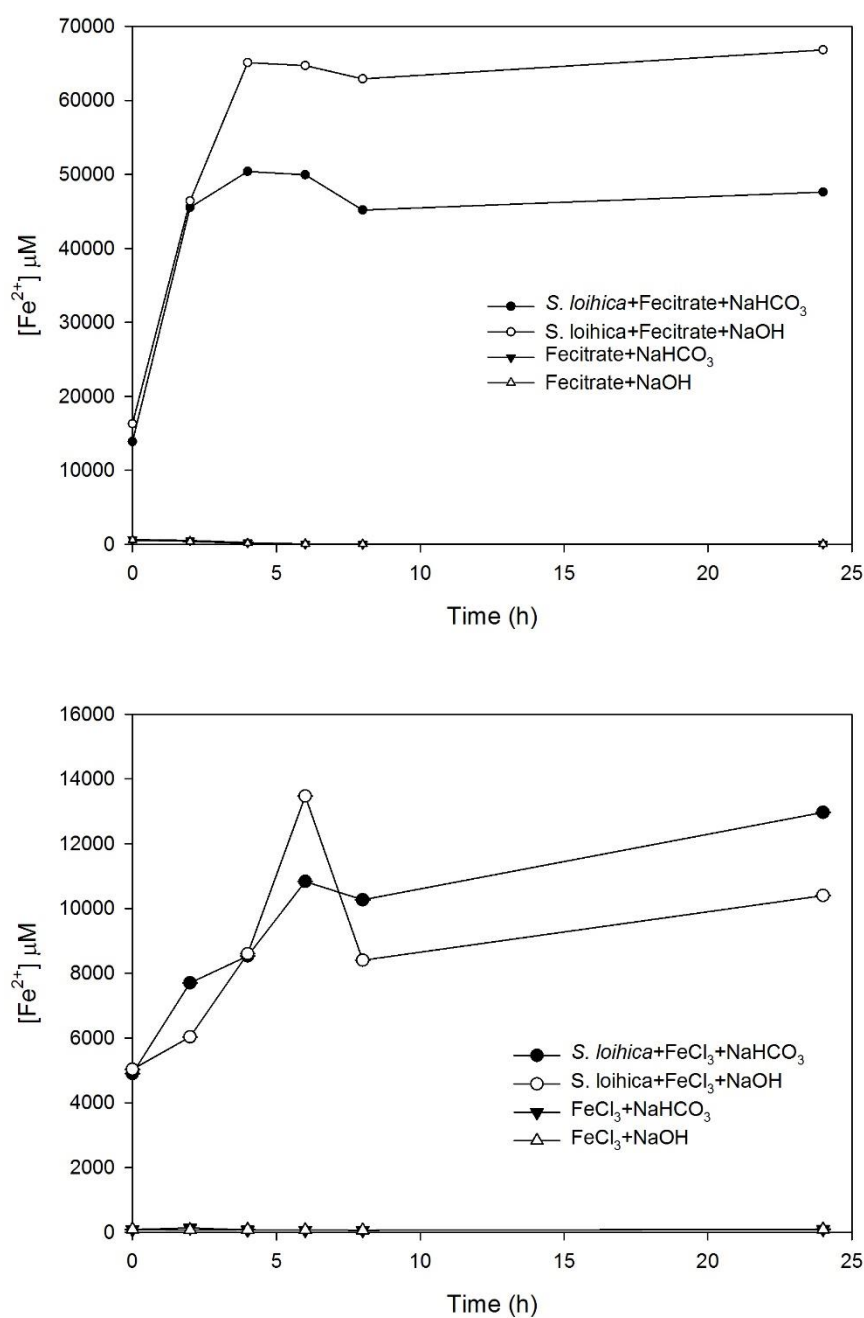 70000
60000
50000
40000
30000
20000
10000
0
[Fe²⁺] μM
S. loihica+Fecitrate+NaHCO₃
S. loihica+Fecitrate+NaOH
Fecitrate+NaHCO₃
Fecitrate+NaOH
0 5 10 15 20 25
Time (h)
16000
14000
12000
10000
8000
6000
4000
2000
0
[Fe²⁺] μM
S. loihica+FeCl₃+NaHCO₃
S. loihica+FeCl₃+NaOH
FeCl₃+NaHCO₃
FeCl₃+NaOH
0 5 10 15 20 25
Time (h)